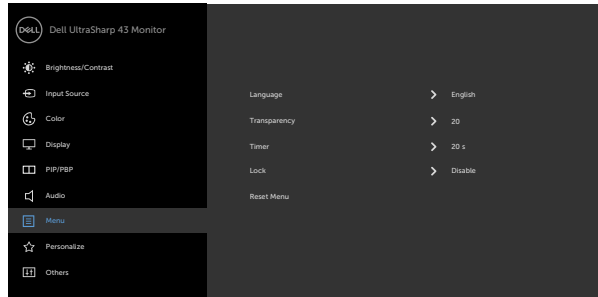 DELL Dell UltraSharp 43 Monitor
Brightness/Contrast
Input Source
Color
Display
PIP/PBP
Audio
Menu
Personalize
Others
Language English
Transparency 20
Timer 20 s
Lock Disable
Reset Menu